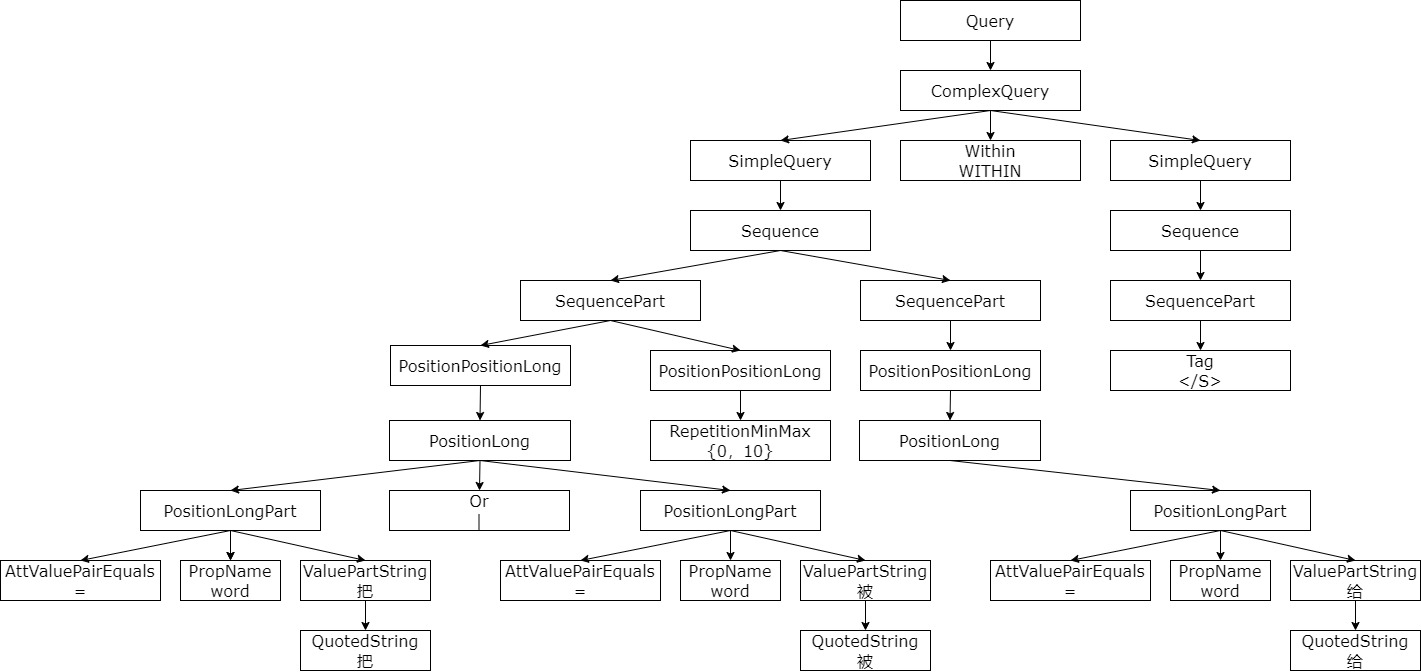 Query
ComplexQuery
SimpleQuery
Within
WITHIN
SimpleQuery
Sequence
Sequence
SequencePart
SequencePart
SequencePart
PositionPositionLong
PositionPositionLong
PositionPositionLong
Tag
</S>
PositionLong
RepetitionMinMax
{0，10}
PositionLong
PositionLongPart
Or
|
PositionLongPart
PositionLongPart
AttValuePairEquals
=
PropName
word
ValuePartString
把
AttValuePairEquals
=
PropName
word
ValuePartString
被
AttValuePairEquals
=
PropName
word
ValuePartString
给
QuotedString
把
QuotedString
被
QuotedString
给